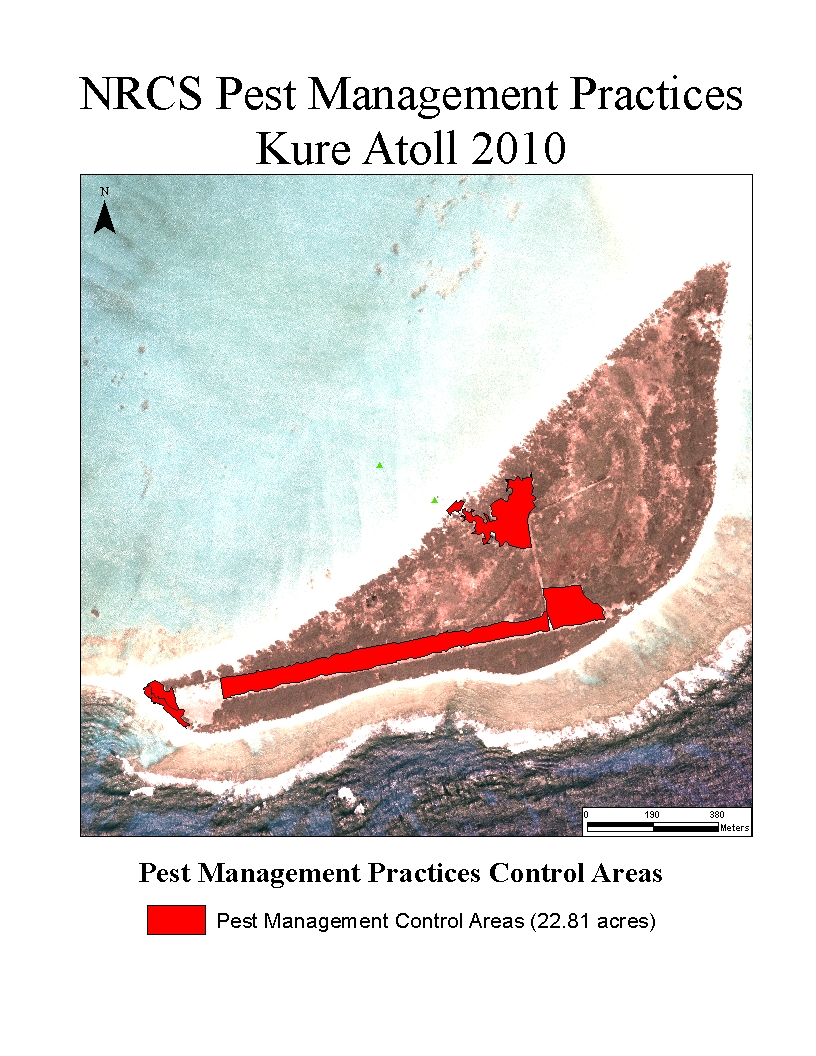 NRCS Pest Management Practices
Kure Atoll 2010
N
0 190 380
Meters
Pest Management Practices Control Areas
Pest Management Control Areas (22.81 acres)